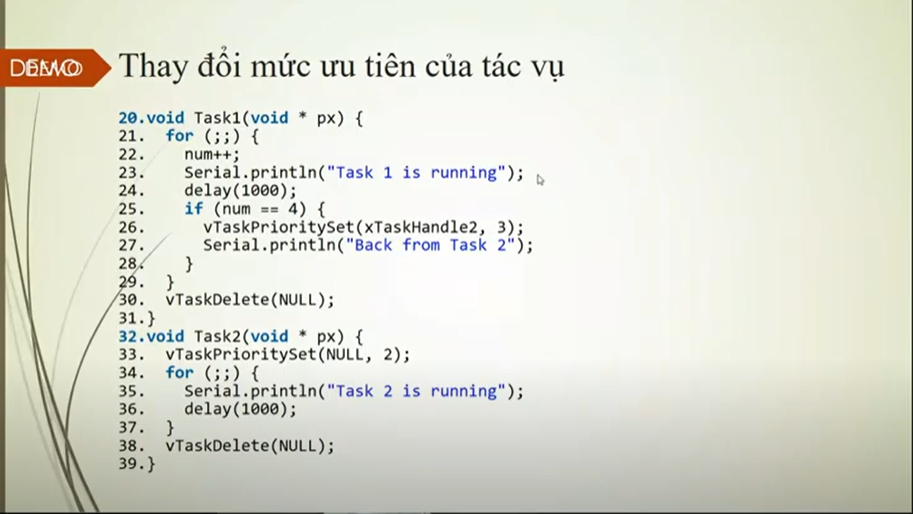 DEMO
Thay đổi mức ưu tiên của tác vụ
20.void Task1(void * px) {
21.  for (;;) {
22.    num++;
23.    Serial.println("Task 1 is running");
24.    delay(1000);
25.    if (num == 4) {
26.      vTaskPrioritySet(xTaskHandle2, 3);
27.      Serial.println("Back from Task 2");
28.    }
29.  }
30.  vTaskDelete(NULL);
31.}
32.void Task2(void * px) {
33.  vTaskPrioritySet(NULL, 2);
34.  for (;;) {
35.    Serial.println("Task 2 is running");
36.    delay(1000);
37.  }
38.  vTaskDelete(NULL);
39.}